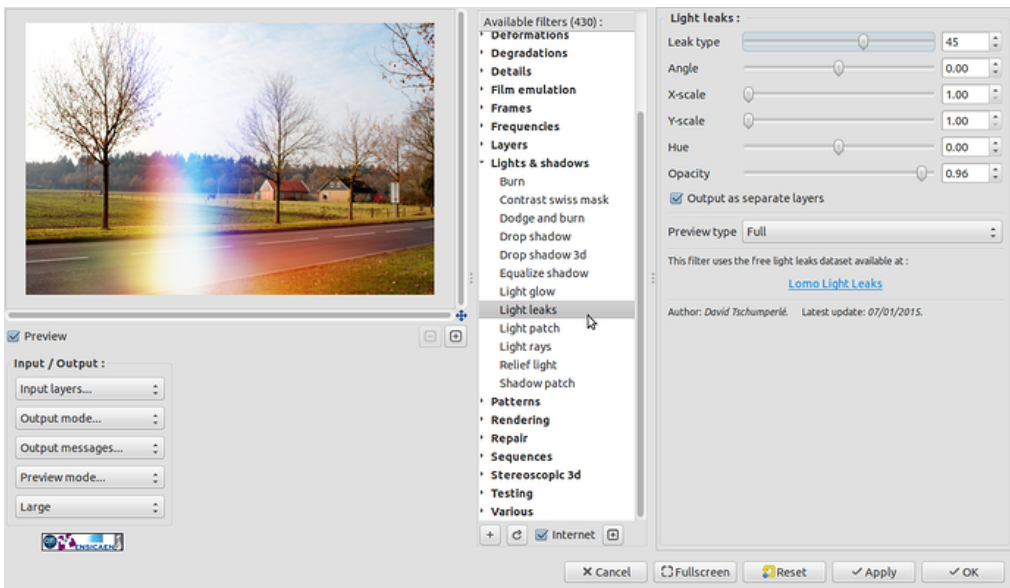 Preview
Input / Output :
Input layers...
Output mode...
Output messages...
Preview mode...
Large
ENSICAEN
Available filters (430) :
Deformations
Degradations
Details
Film emulation
Frames
Frequencies
Layers
Lights & shadows
Burn
Contrast swiss mask
Dodge and burn
Drop shadow
Drop shadow 3d
Equalize shadow
Light glow
Light leaks
Light patch
Light rays
Relief light
Shadow patch
Patterns
Rendering
Repair
Sequences
Stereoscopic 3d
Testing
Various
Internet
Light leaks :
Leak type 45
Angle 0.00
X-scale 1.00
Y-scale 1.00
Hue 0.00
Opacity 0.96
Output as separate layers
Preview type Full
This filter uses the free light leaks dataset available at :
Lomo Light Leaks
Author: David Tschumperlé. Latest update: 07/01/2015.
Cancel Fullscreen Reset Apply OK